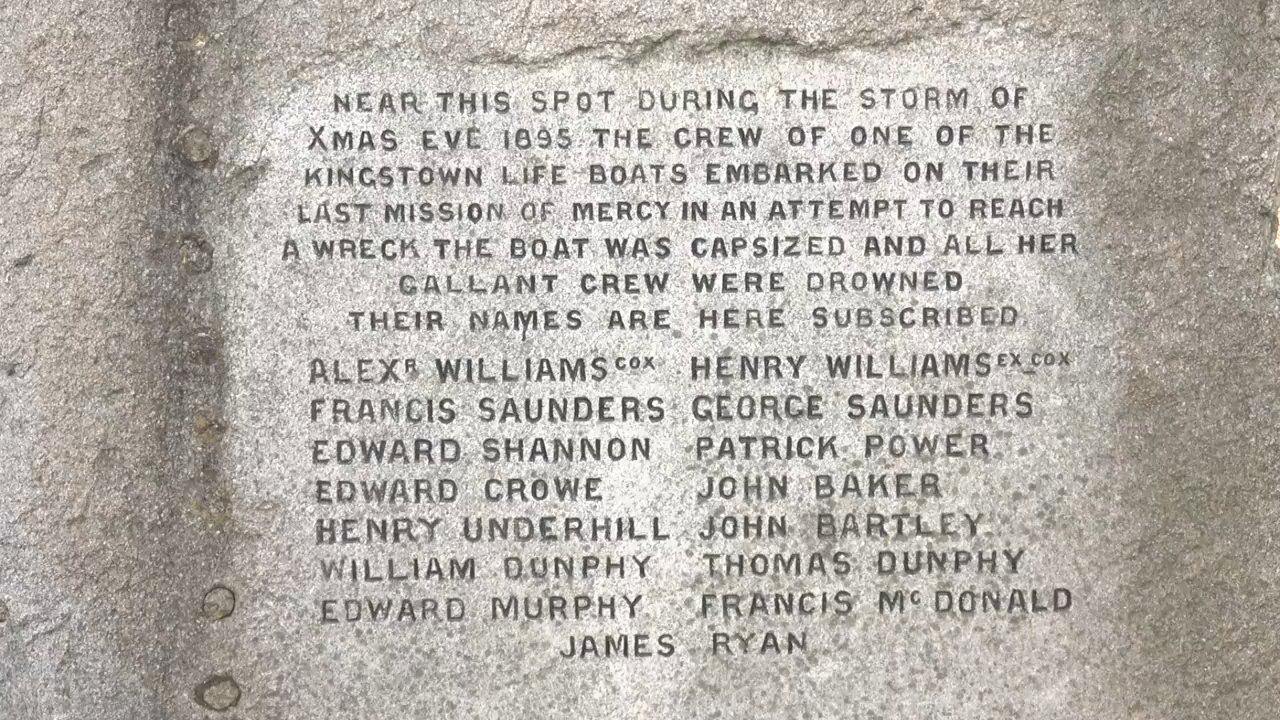 NEAR THIS SPOT DURING THE STORM OF
XMAS EVE 1895 THE CREW OF ONE OF THE
KINGSTOWN LIFE BOATS EMBARKED ON THEIR
LAST MISSION OF MERCY IN AN ATTEMPT TO REACH
A WRECK THE BOAT WAS CAPSIZED AND ALL HER
GALLANT CREW WERE DROWNED
THEIR NAMES ARE HERE SUBSCRIBED
ALEXR WILLIAMS COX HENRY WILLIAMS EX COX
FRANCIS SAUNDERS GEORGE SAUNDERS
EDWARD SHANNON PATRICK POWER
EDWARD CROWE JOHN BAKER
HENRY UNDERHILL JOHN BARTLEY
WILLIAM DUNPHY THOMAS DUNPHY
EDWARD MURPHY FRANCIS Mc DONALD
JAMES RYAN